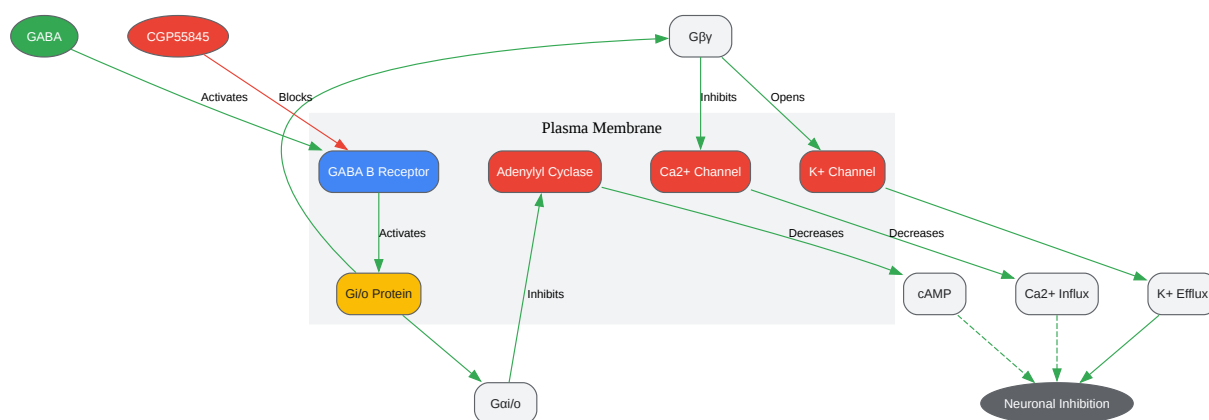 GABA
CGP55845
Gβγ
Activates
Blocks
Inhibits
Opens
Plasma Membrane
GABA B Receptor
Adenylyl Cyclase
Ca2+ Channel
K+ Channel
Activates
Decreases
Decreases
Gi/o Protein
Inhibits
cAMP
Ca2+ Influx
K+ Efflux
Gαi/o
Neuronal Inhibition